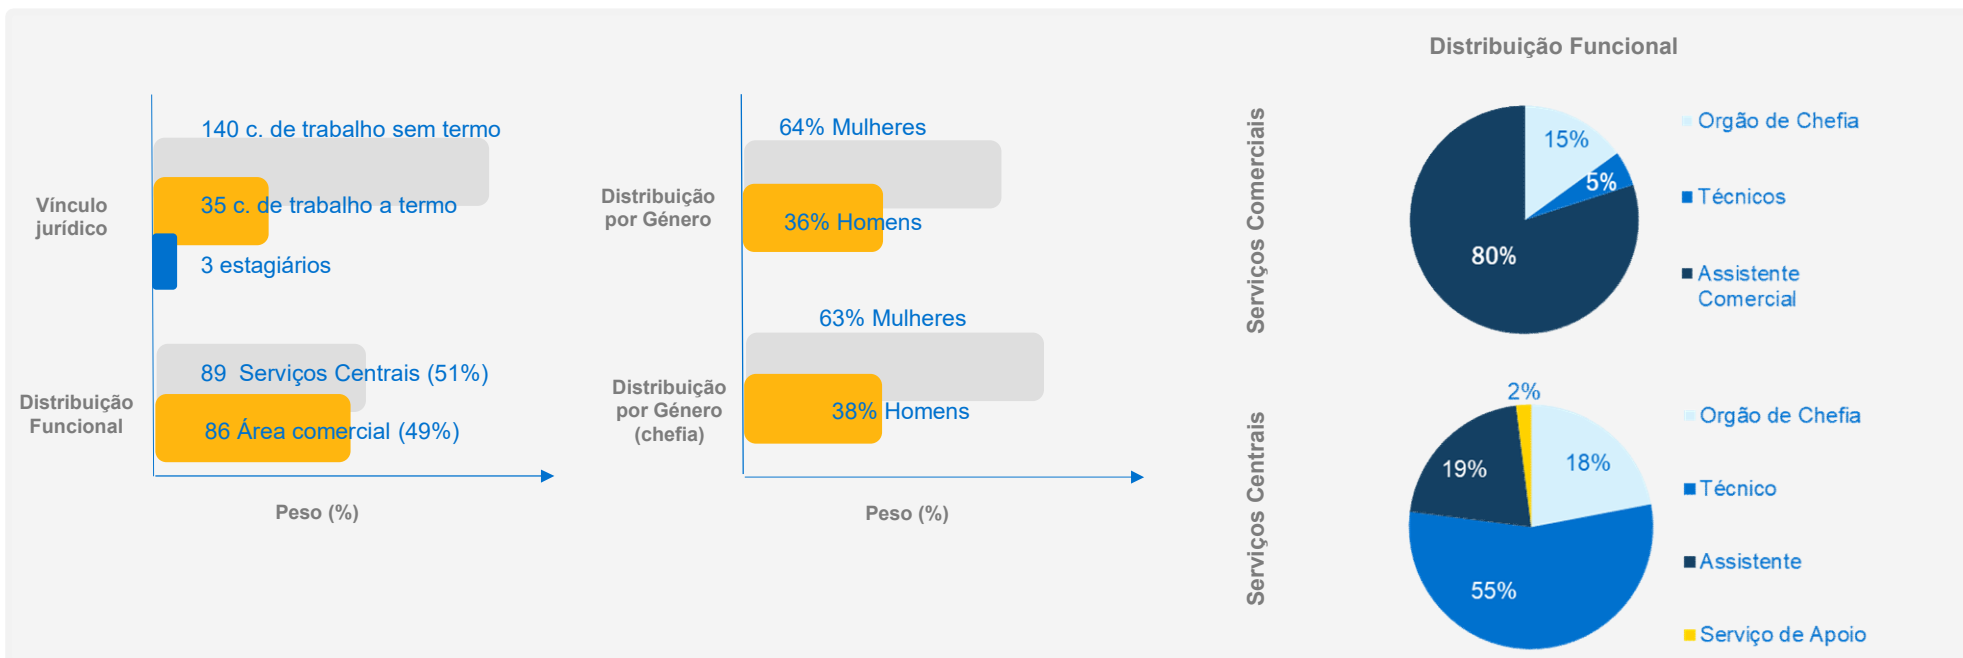 140 c. de trabalho sem termo
35 c. de trabalho a termo
3 estagiários
Vínculo
jurídico
89 Serviços Centrais (51%)
86 Área comercial (49%)
Distribuição
Funcional
Peso (%)
64% Mulheres
36% Homens
Distribuição
por Género
63% Mulheres
38% Homens
Distribuição
por Género
(chefia)
Peso (%)
Distribuição Funcional
Serviços Comerciais
15%
5%
80%
Orgão de Chefia
Técnicos
Assistente
Comercial
Serviços Centrais
2%
18%
19%
55%
Orgão de Chefia
Técnico
Assistente
Serviço de Apoio